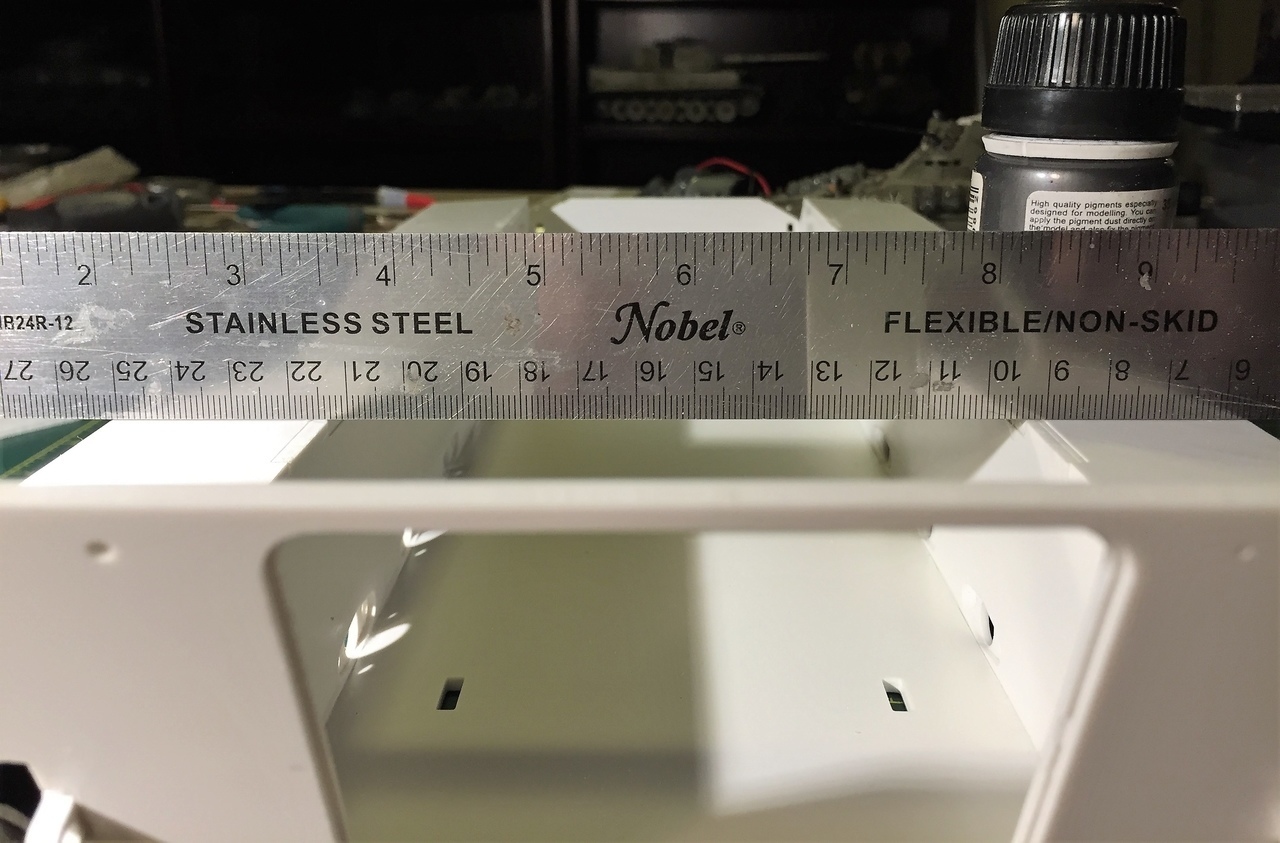 High quality pigments especially
designed for modelling. You can
apply the pigment dust directly
2 3 4 5 6 7 8 9
B24R-12 STAINLESS STEEL Nobel® FLEXIBLE/NON-SKID
27 26 25 24 23 22 21 20 19 18 17 16 15 14 13 12 11 10 9 8 7 6